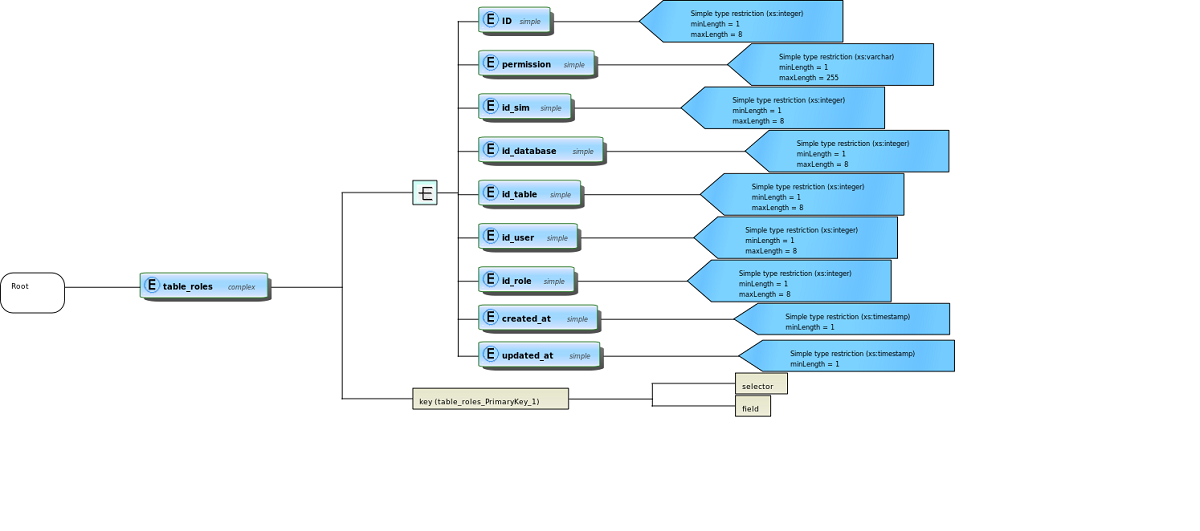 E ID simple
Simple type restriction (xs:integer)
minLength = 1
maxLength = 8
E permission simple
Simple type restriction (xs:varchar)
minLength = 1
maxLength = 255
E id_sim simple
Simple type restriction (xs:integer)
minLength = 1
maxLength = 8
E id_database simple
Simple type restriction (xs:integer)
minLength = 1
maxLength = 8
E id_table simple
Simple type restriction (xs:integer)
minLength = 1
maxLength = 8
E id_user simple
Simple type restriction (xs:integer)
minLength = 1
maxLength = 8
Root
E table_roles complex
E id_role simple
Simple type restriction (xs:integer)
minLength = 1
maxLength = 8
E created_at simple
Simple type restriction (xs:timestamp)
minLength = 1
E updated_at simple
Simple type restriction (xs:timestamp)
minLength = 1
key (table_roles_PrimaryKey_1)
selector
field